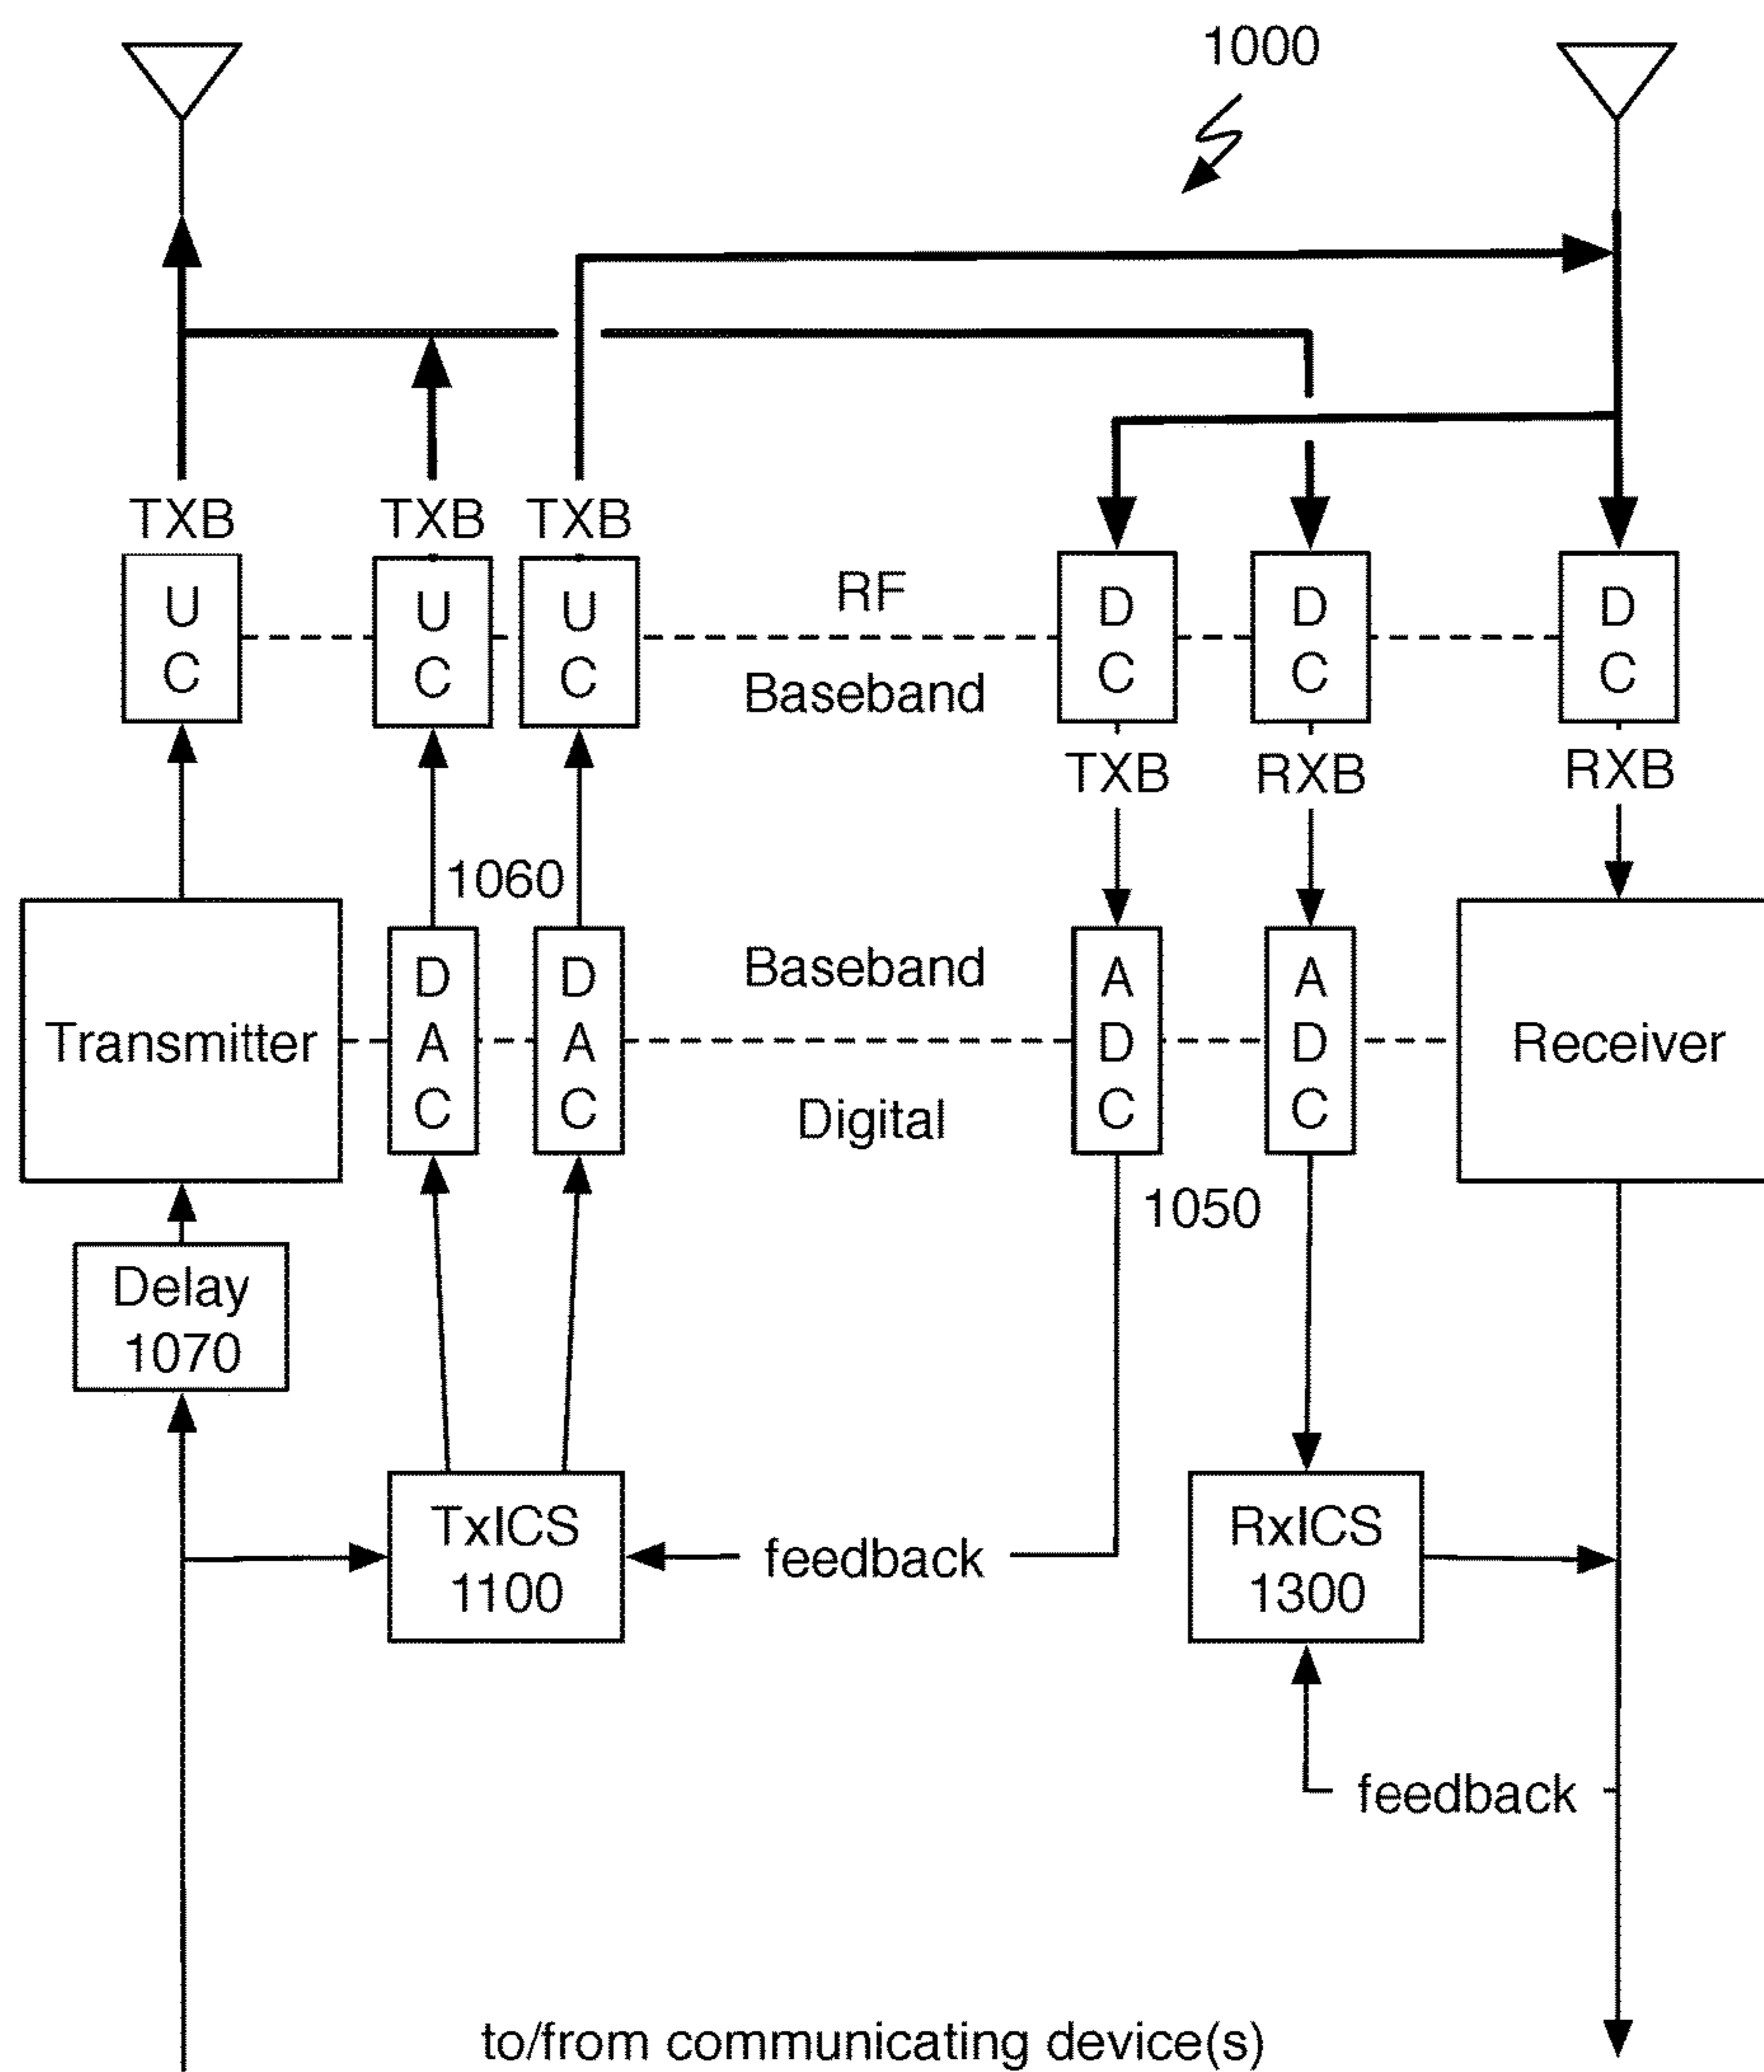 1000
TXB
TXB
TXB
U
C
U
C
U
C
RF
Baseband
D
C
D
C
D
C
TXB
RXB
RXB
1060
Transmitter
D
A
C
D
A
C
Baseband
Digital
A
D
C
A
D
C
Receiver
1050
Delay
1070
TxICS
1100
feedback
RxICS
1300
feedback
to/from communicating device(s)